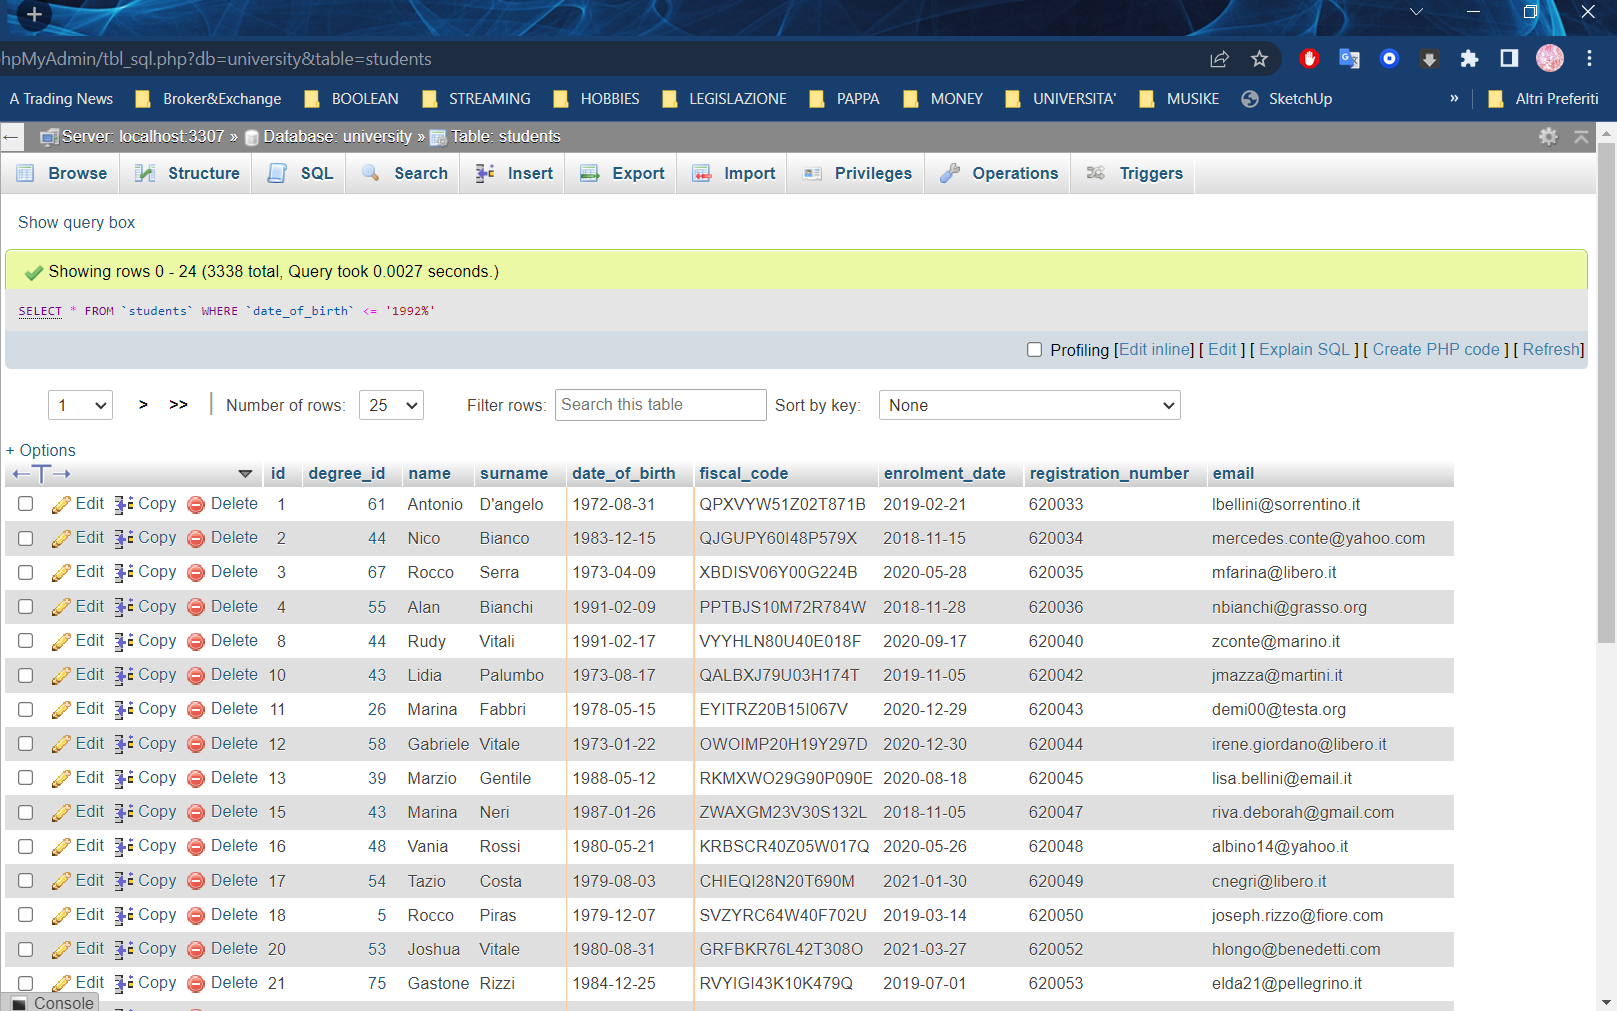 +
hpMyAdmin/tbl_sql.php?db=university&table=students
A Trading News Broker&Exchange BOOLEAN STREAMING HOBBIES LEGISLAZIONE PAPPA MONEY UNIVERSITA' MUSIKE SketchUp » Altri Preferiti
← Server: localhost:3307 » Database: university » Table: students
Browse Structure SQL Search Insert Export Import Privileges Operations Triggers
Show query box
Showing rows 0 - 24 (3338 total, Query took 0.0027 seconds.)
SELECT * FROM `students` WHERE `date_of_birth` <= '1992%'
Profiling [Edit inline] [ Edit ] [ Explain SQL ] [ Create PHP code ] [ Refresh]
1 > >> | Number of rows: 25 Filter rows: Search this table Sort by key: None
+ Options
←T→ id degree_id name surname date_of_birth fiscal_code enrolment_date registration_number email
Edit Copy Delete 1 61 Antonio D'angelo 1972-08-31 QPXVYW51Z02T871B 2019-02-21 620033 lbellini@sorrentino.it
Edit Copy Delete 2 44 Nico Bianco 1983-12-15 QJGUPY60I48P579X 2018-11-15 620034 mercedes.conte@yahoo.com
Edit Copy Delete 3 67 Rocco Serra 1973-04-09 XBDISV06Y00G224B 2020-05-28 620035 mfarina@libero.it
Edit Copy Delete 4 55 Alan Bianchi 1991-02-09 PPTBJS10M72R784W 2018-11-28 620036 nbianchi@grasso.org
Edit Copy Delete 8 44 Rudy Vitali 1991-02-17 VYYHLN80U40E018F 2020-09-17 620040 zconte@marino.it
Edit Copy Delete 10 43 Lidia Palumbo 1973-08-17 QALBXJ79U03H174T 2019-11-05 620042 jmazza@martini.it
Edit Copy Delete 11 26 Marina Fabbri 1978-05-15 EYITRZ20B15I067V 2020-12-29 620043 demi00@testa.org
Edit Copy Delete 12 58 Gabriele Vitale 1973-01-22 OWOIMP20H19Y297D 2020-12-30 620044 irene.giordano@libero.it
Edit Copy Delete 13 39 Marzio Gentile 1988-05-12 RKMXWO29G90P090E 2020-08-18 620045 lisa.bellini@email.it
Edit Copy Delete 15 43 Marina Neri 1987-01-26 ZWAXGM23V30S132L 2018-11-05 620047 riva.deborah@gmail.com
Edit Copy Delete 16 48 Vania Rossi 1980-05-21 KRBSCR40Z05W017Q 2020-05-26 620048 albino14@yahoo.it
Edit Copy Delete 17 54 Tazio Costa 1979-08-03 CHIEQI28N20T690M 2021-01-30 620049 cnegri@libero.it
Edit Copy Delete 18 5 Rocco Piras 1979-12-07 SVZYRC64W40F702U 2019-03-14 620050 joseph.rizzo@fiore.com
Edit Copy Delete 20 53 Joshua Vitale 1980-08-31 GRFBKR76L42T308O 2021-03-27 620052 hlongo@benedetti.com
Edit Copy Delete 21 75 Gastone Rizzi 1984-12-25 RVYIGI43K10K479Q 2019-07-01 620053 elda21@pellegrino.it
Console